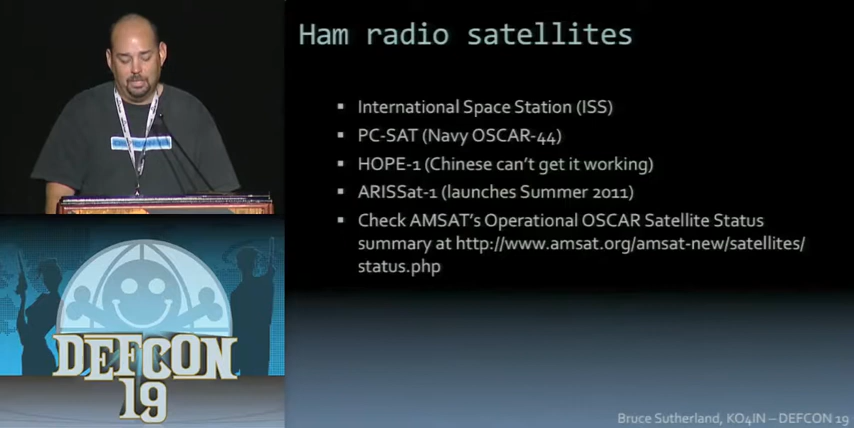 Ham radio satellites
International Space Station (ISS)
PC-SAT (Navy OSCAR-44)
HOPE-1 (Chinese can't get it working)
ARISSat-1 (launches Summer 2011)
Check AMSAT's Operational OSCAR Satellite Status
summary at http://www.amsat.org/amsat-new/satellites/
status.php
DEFCON
19
Bruce Sutherland, KO4IN – DEFCON 19